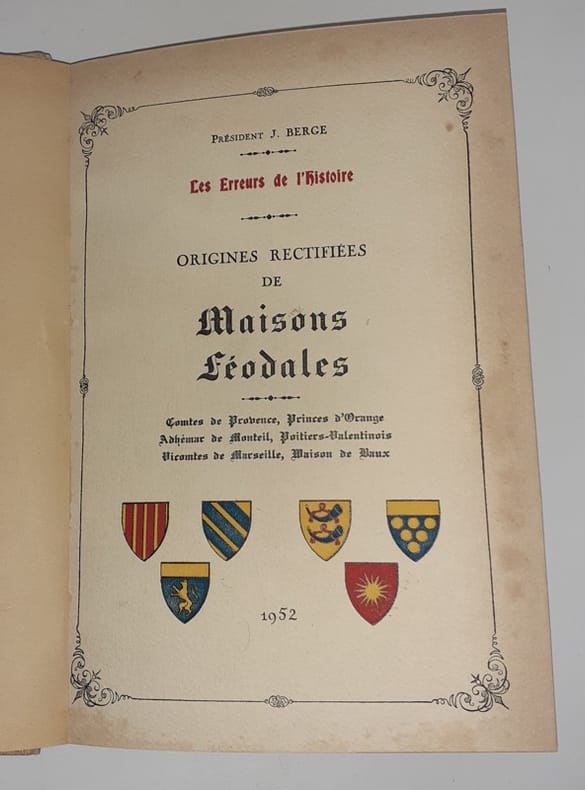 PRÉSIDENT J. BERGE
Les Erreurs de l'Histoire
ORIGINES RECTIFIÉES
DE
Maisons
Féodales
Comtes de Provence, Princes d'Orange
Adhémar de Monteil, Poitiers-Valentinois
Vicomtes de Marseille, Maison de Baux
1952